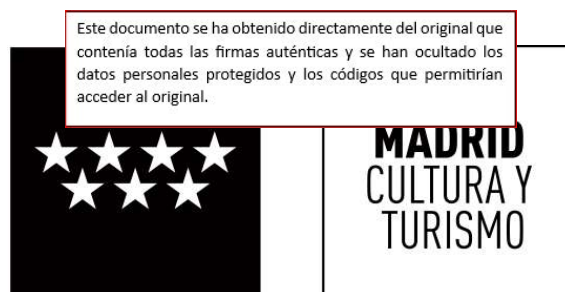 Este documento se ha obtenido directamente del original que
contenía todas las firmas auténticas y se han ocultado los
datos personales protegidos y los códigos que permitirían
acceder al original.
MADRID
CULTURA Y
TURISMO